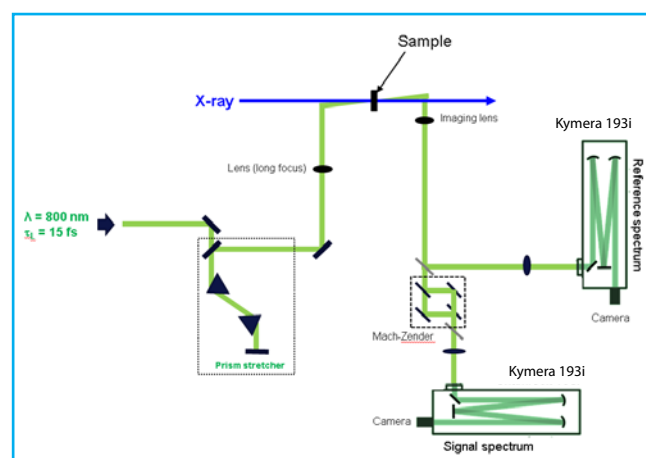 Sample
X-ray
Imaging lens
Kymera 193i
Lens (long focus)
Reference spectrum
λ = 800 nm
τL = 15 fs
Camera
Mach-Zender
Prism stretcher
Kymera 193i
Camera
Signal spectrum